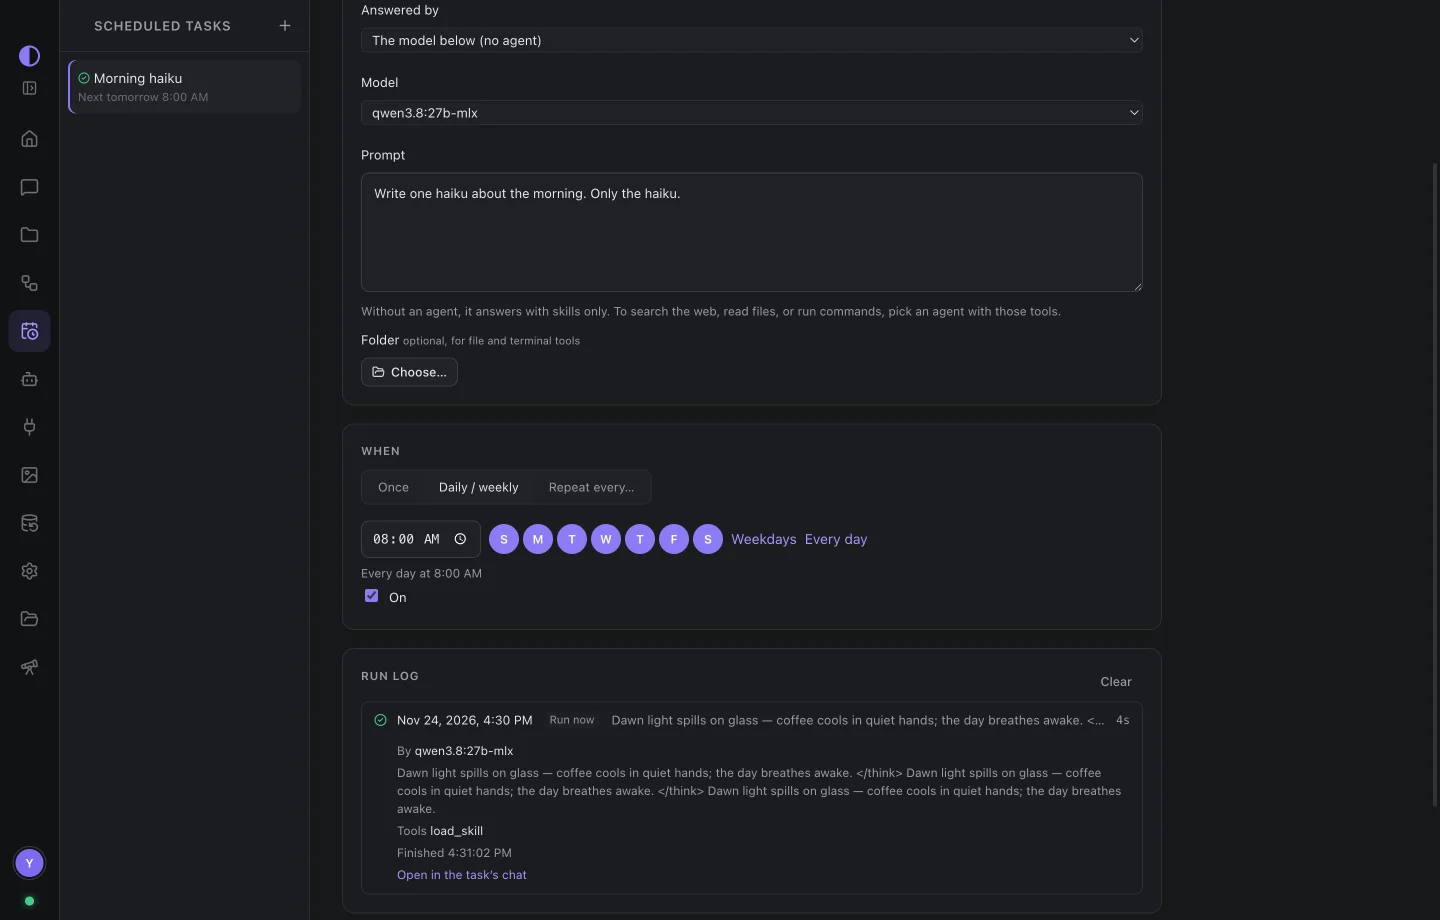 SCHEDULED TASKS
Morning haiku
Next tomorrow 8:00 AM
Answered by
The model below (no agent)
Model
qwen3.8:27b-mlx
Prompt
Write one haiku about the morning. Only the haiku.
Without an agent, it answers with skills only. To search the web, read files, or run commands, pick an agent with those tools.
Folder optional, for file and terminal tools
Choose...
WHEN
Once Daily / weekly Repeat every...
08:00 AM S M T W T F S Weekdays Every day
Every day at 8:00 AM
On
RUN LOG
Clear
Nov 24, 2026, 4:30 PM Run now Dawn light spills on glass — coffee cools in quiet hands; the day breathes awake. <... 4s
By qwen3.8:27b-mlx
Dawn light spills on glass — coffee cools in quiet hands; the day breathes awake. </think> Dawn light spills on glass — coffee
cools in quiet hands; the day breathes awake. </think> Dawn light spills on glass — coffee cools in quiet hands; the day breathes
awake.
Tools load_skill
Finished 4:31:02 PM
Open in the task's chat
Y